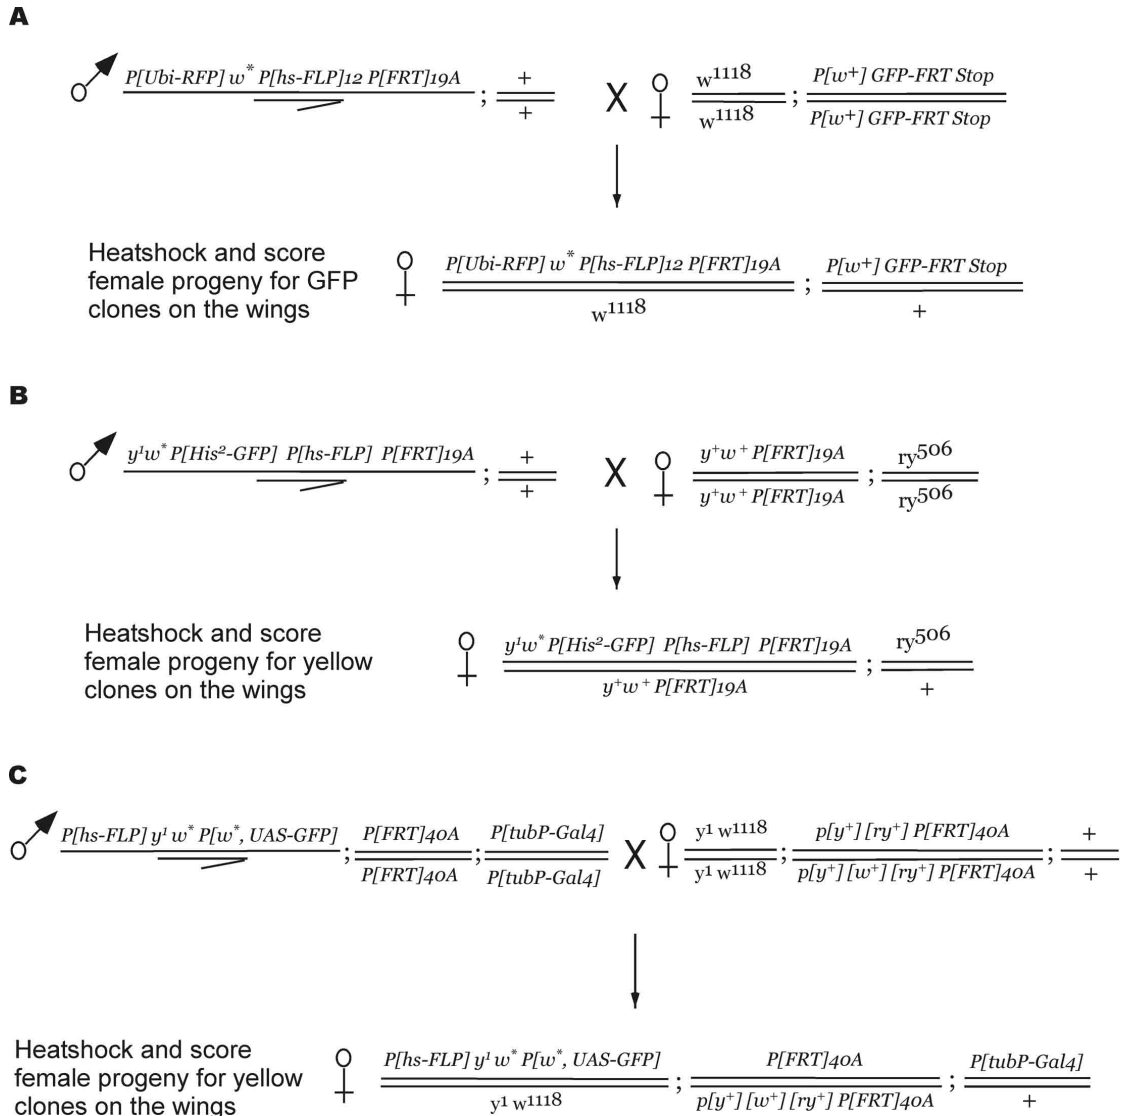 A
P[Ubi-RFP] w* P[hs-FLP]12 P[FRT]19A ; + X w1118 ; P[w+] GFP-FRT Stop
+ w1118 P[w+] GFP-FRT Stop
Heatshock and score
female progeny for GFP
clones on the wings
P[Ubi-RFP] w* P[hs-FLP]12 P[FRT]19A ; P[w+] GFP-FRT Stop
w1118 +
B
y1w* P[His2-GFP] P[hs-FLP] P[FRT]19A ; + X y+w+ P[FRT]19A ; ry506
+ y+w+ P[FRT]19A ry506
Heatshock and score
female progeny for yellow
clones on the wings
y1w* P[His2-GFP] P[hs-FLP] P[FRT]19A ; ry506
y+w+ P[FRT]19A +
C
P[hs-FLP] y1 w* P[w*, UAS-GFP] ; P[FRT]40A ; P[tubP-Gal4] X y1 w1118 ; p[y+] [ry+] P[FRT]40A ; +
P[FRT]40A P[tubP-Gal4] y1 w1118 p[y+] [w+] [ry+] P[FRT]40A +
Heatshock and score
female progeny for yellow
clones on the wings
P[hs-FLP] y1 w* P[w*, UAS-GFP] ; P[FRT]40A ; P[tubP-Gal4]
y1 w1118 p[y+] [w+] [ry+] P[FRT]40A +